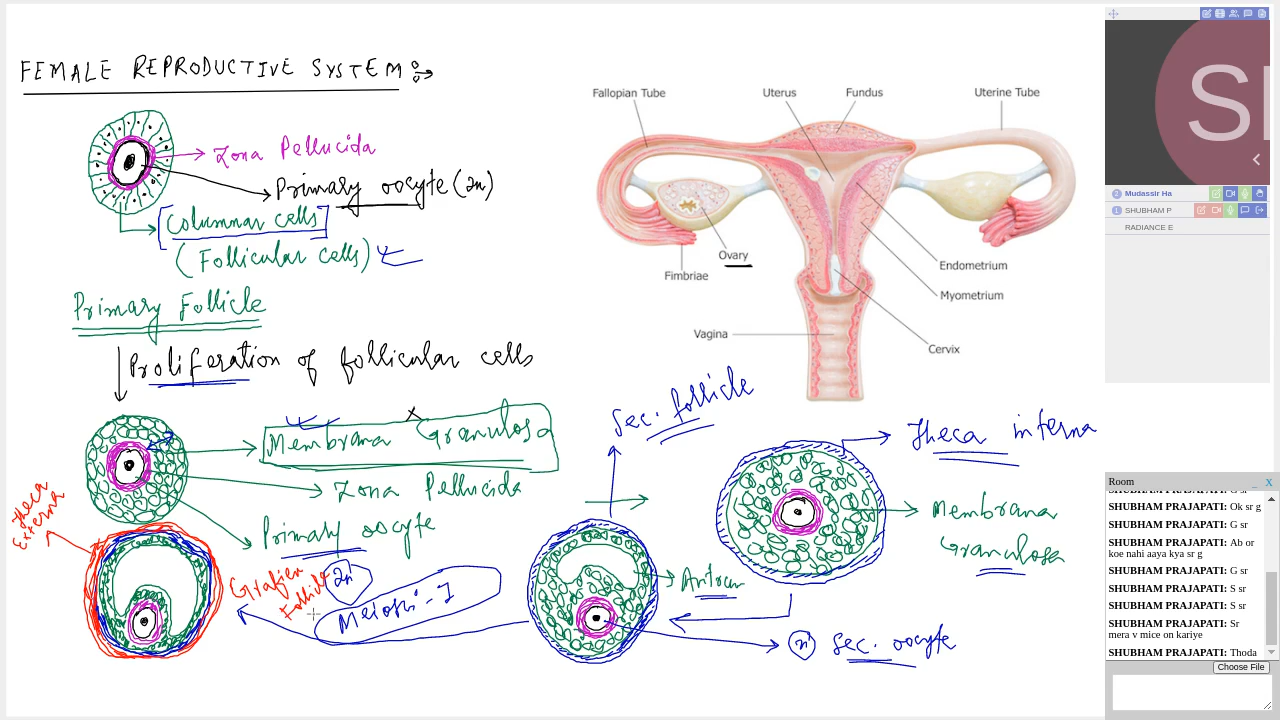 FEMALE REPRODUCTIVE SYSTEM
Zona Pellucida
Primary oocyte (2n)
[Columnar cells]
(Follicular cells)
Primary Follicle
Proliferation of follicular cells
Membrana Granulosa
Zona Pellucida
Primary oocyte
2n
Theca
Externa
Grafien
Follicle
Meiosis-I
Sec. follicle
Antrum
n
Sec. oocyte
Theca interna
Membrana
Granulosa
Fallopian Tube
Uterus
Fundus
Uterine Tube
Ovary
Fimbriae
Endometrium
Myometrium
Vagina
Cervix
2 Mudassir Ha
1 SHUBHAM P
RADIANCE E
Room _ X
SHUBHAM PRAJAPATI: Ok sr g
SHUBHAM PRAJAPATI: G sr
SHUBHAM PRAJAPATI: Ab or
koe nahi aaya kya sr g
SHUBHAM PRAJAPATI: G sr
SHUBHAM PRAJAPATI: S sr
SHUBHAM PRAJAPATI: S sr
SHUBHAM PRAJAPATI: Sr
mera v mice on kariye
SHUBHAM PRAJAPATI: Thoda
Choose File